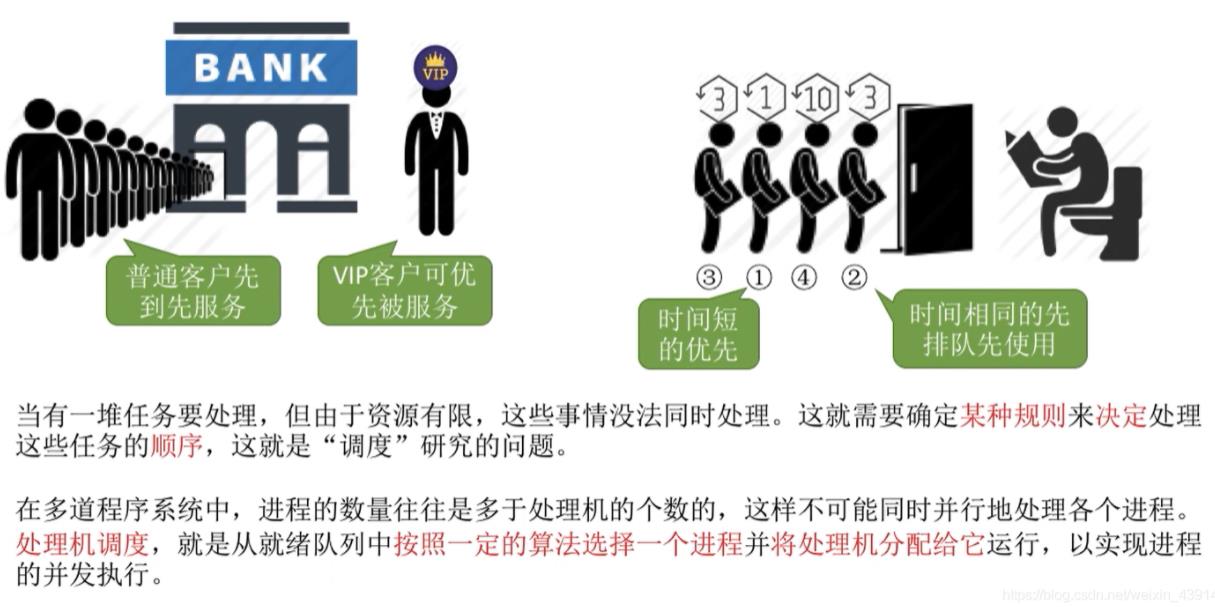 BANK
VIP
3 1 10 3
③ ① ④ ②
普通客户先
到先服务
VIP客户可优
先被服务
时间短
的优先
时间相同的先
排队先使用
当有一堆任务要处理，但由于资源有限，这些事情没法同时处理。这就需要确定某种规则来决定处理
这些任务的顺序，这就是“调度”研究的问题。
在多道程序系统中，进程的数量往往是多于处理机的个数的，这样不可能同时并行地处理各个进程。
处理机调度，就是从就绪队列中按照一定的算法选择一个进程并将处理机分配给它运行，以实现进程
的并发执行。